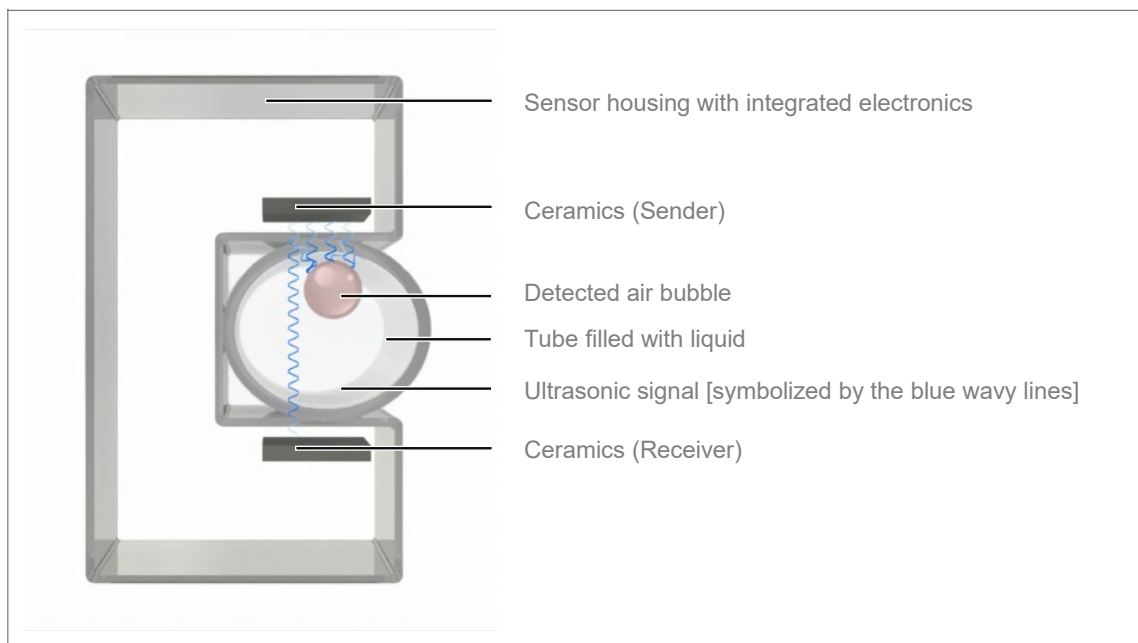 Sensor housing with integrated electronics
Ceramics (Sender)
Detected air bubble
Tube filled with liquid
Ultrasonic signal [symbolized by the blue wavy lines]
Ceramics (Receiver)